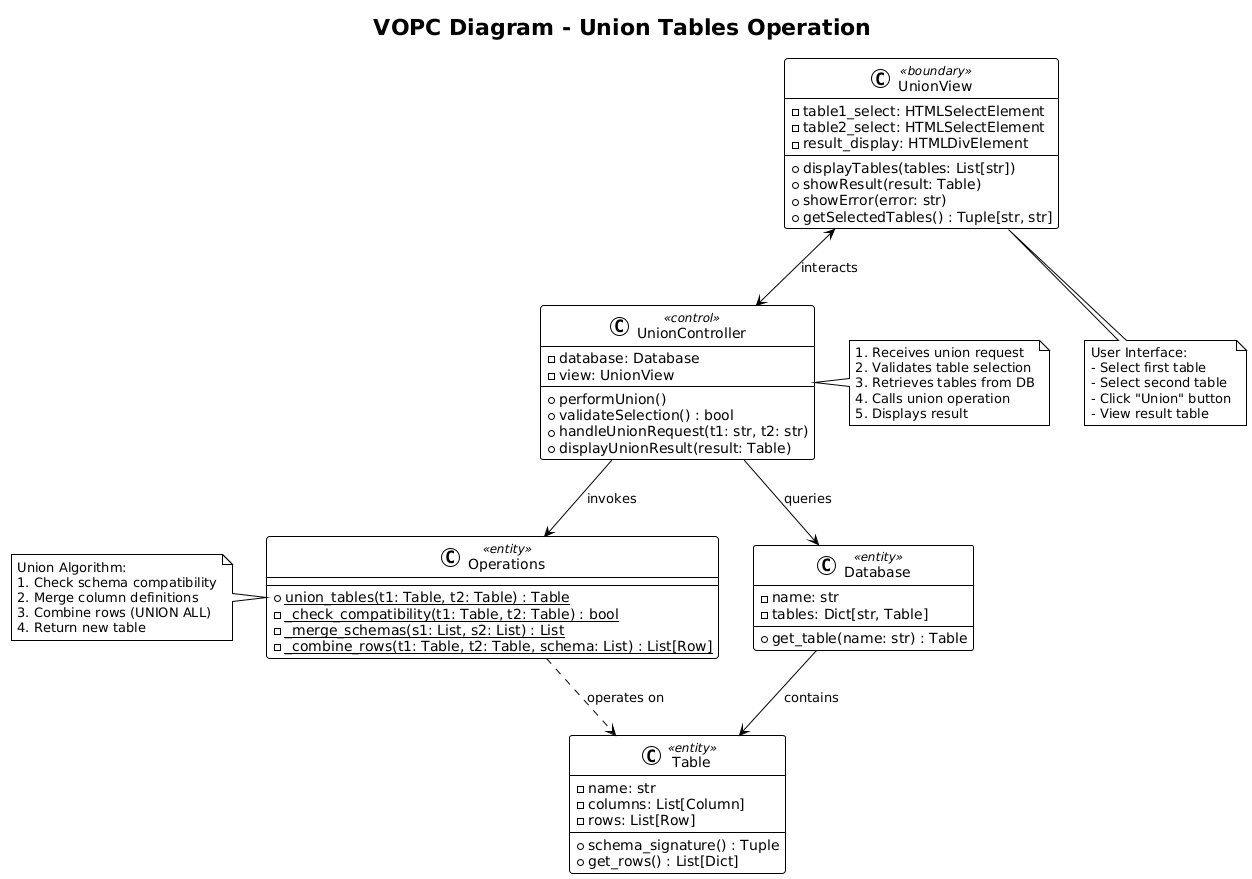 VOPC Diagram - Union Tables Operation
C
«boundary»
UnionView
table1_select: HTMLSelectElement
table2_select: HTMLSelectElement
result_display: HTMLDivElement
displayTables(tables: List[str])
showResult(result: Table)
showError(error: str)
getSelectedTables() : Tuple[str, str]
interacts
C
«control»
UnionController
database: Database
view: UnionView
performUnion()
validateSelection() : bool
handleUnionRequest(t1: str, t2: str)
displayUnionResult(result: Table)
1. Receives union request
2. Validates table selection
3. Retrieves tables from DB
4. Calls union operation
5. Displays result
User Interface:
- Select first table
- Select second table
- Click "Union" button
- View result table
invokes
queries
Union Algorithm:
1. Check schema compatibility
2. Merge column definitions
3. Combine rows (UNION ALL)
4. Return new table
C
«entity»
Operations
union_tables(t1: Table, t2: Table) : Table
_check_compatibility(t1: Table, t2: Table) : bool
_merge_schemas(s1: List, s2: List) : List
_combine_rows(t1: Table, t2: Table, schema: List) : List[Row]
C
«entity»
Database
name: str
tables: Dict[str, Table]
get_table(name: str) : Table
operates on
contains
C
«entity»
Table
name: str
columns: List[Column]
rows: List[Row]
schema_signature() : Tuple
get_rows() : List[Dict]